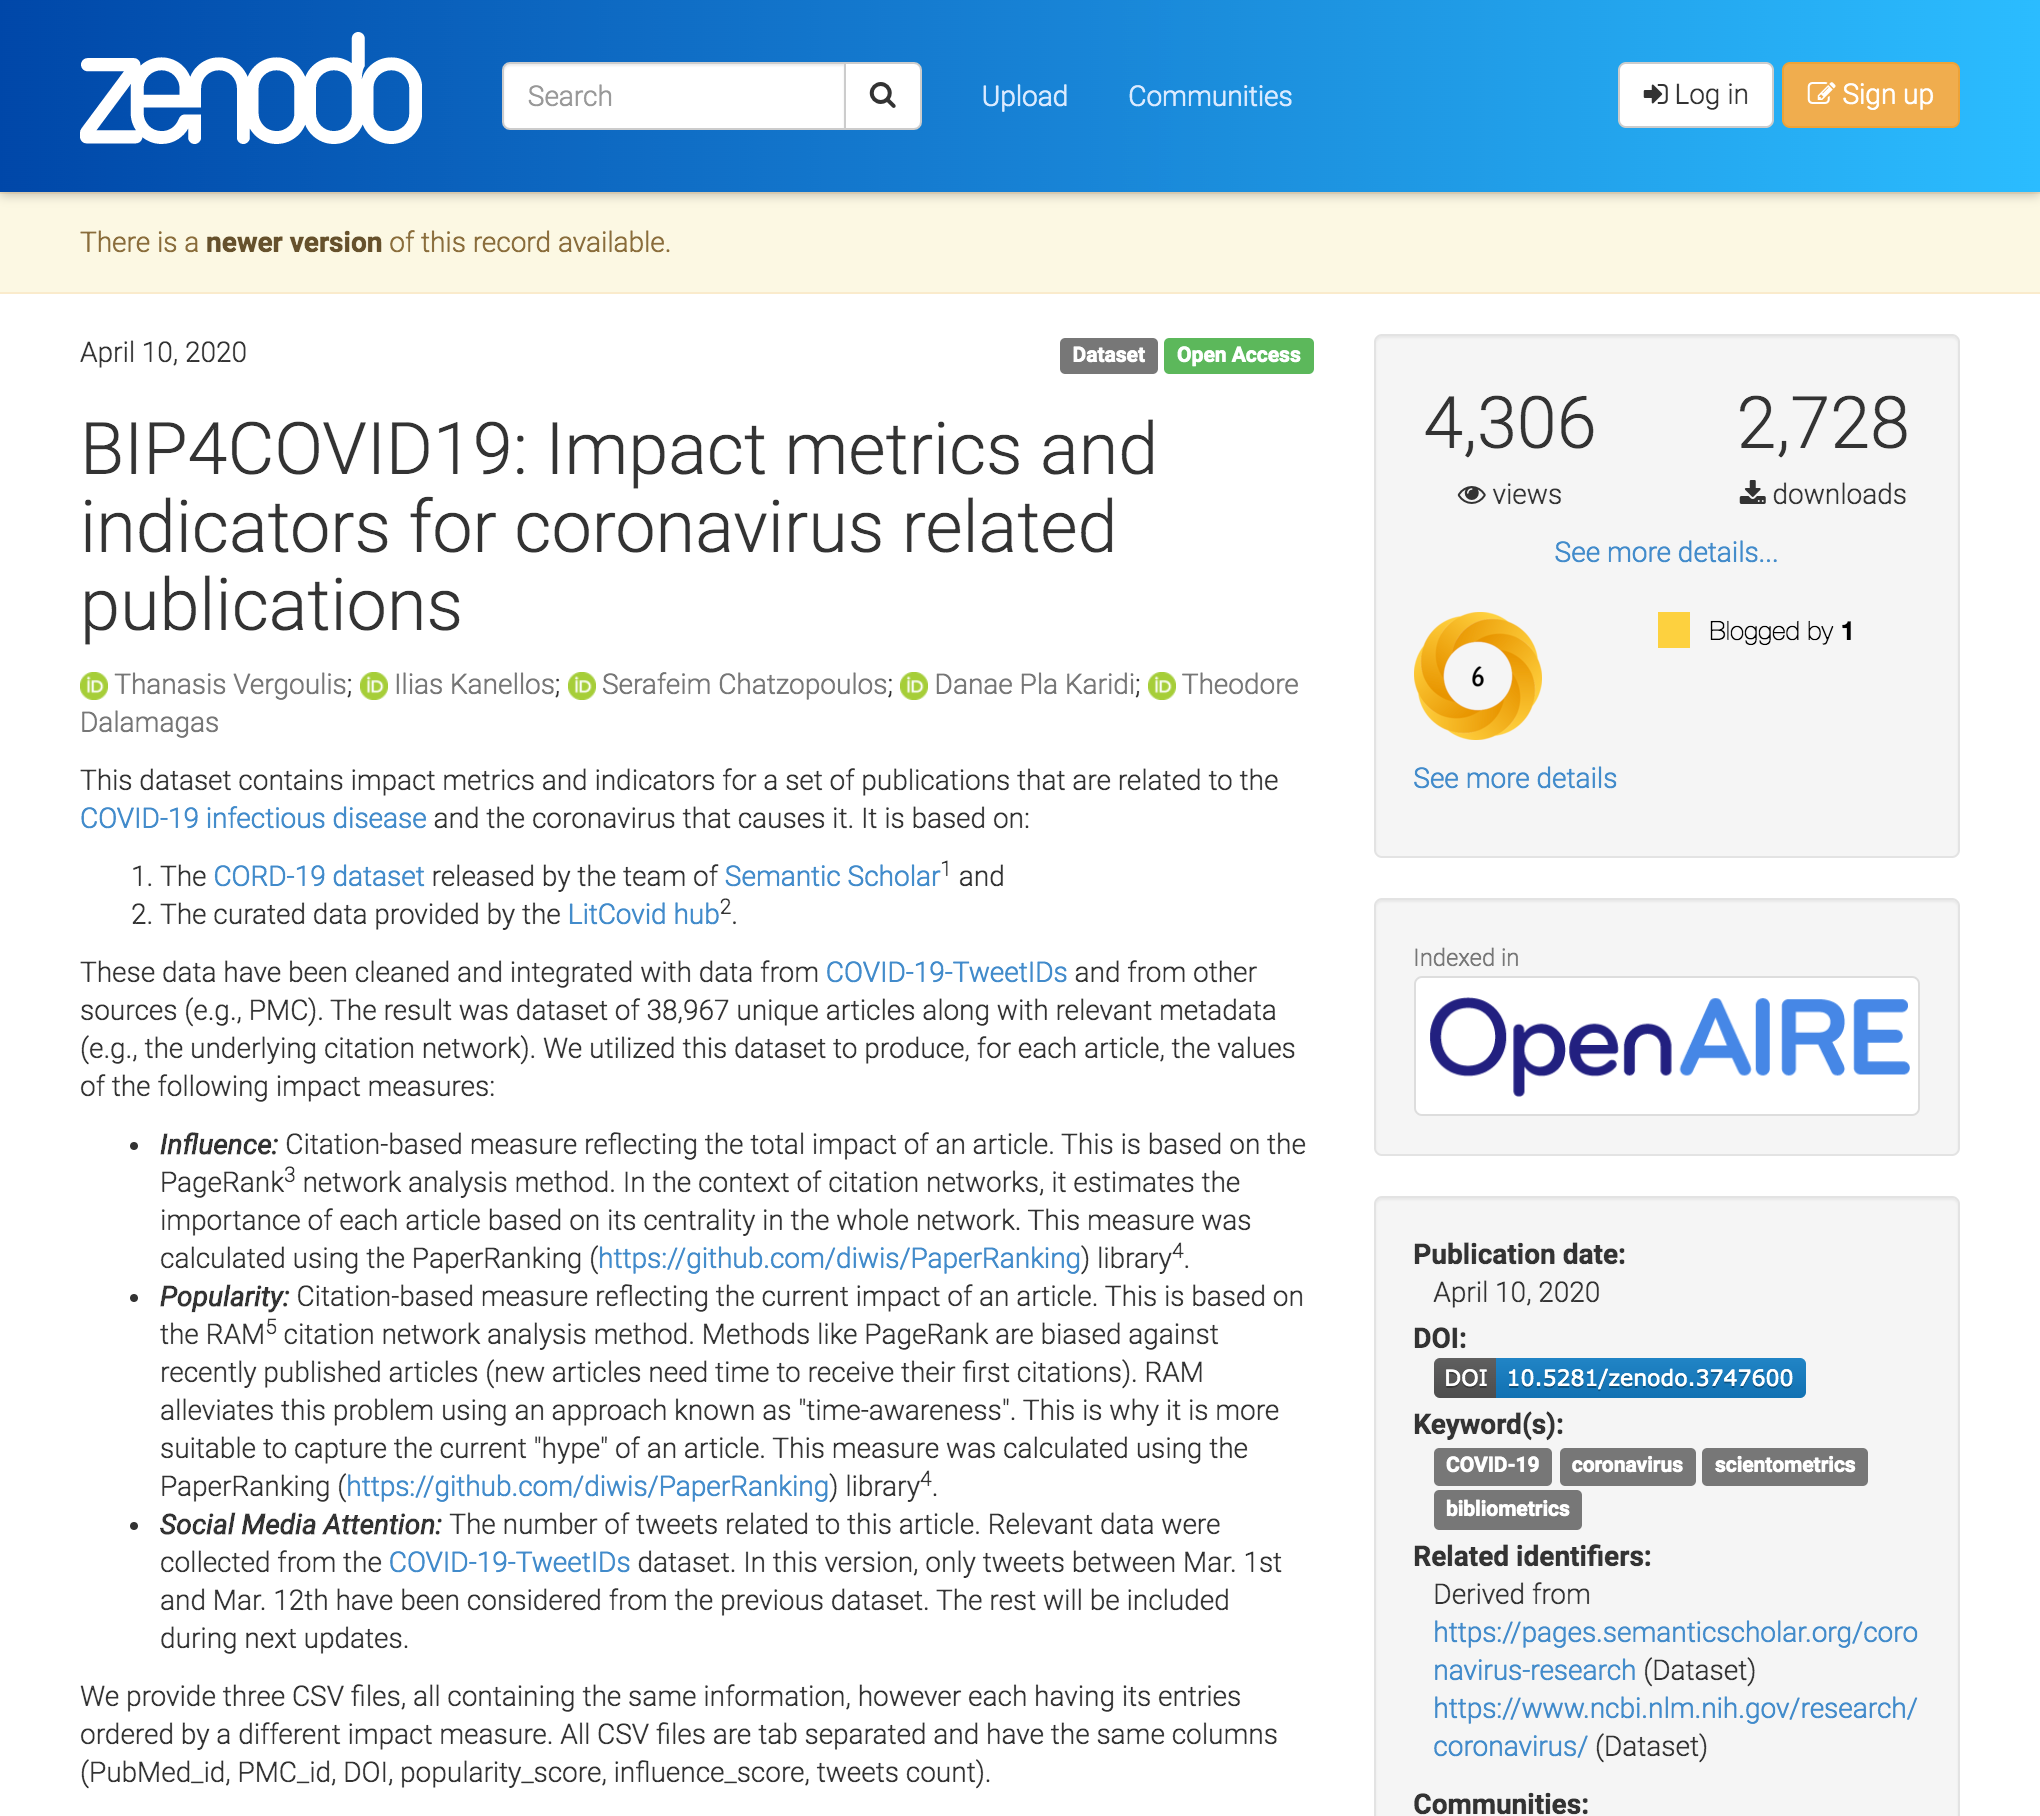 zenodo
Search
Upload
Communities
Log in
Sign up
There is a newer version of this record available.
April 10, 2020
Dataset
Open Access
BIP4COVID19: Impact metrics and
indicators for coronavirus related
publications
iD Thanasis Vergoulis; iD Ilias Kanellos; iD Serafeim Chatzopoulos; iD Danae Pla Karidi; iD Theodore
Dalamagas
This dataset contains impact metrics and indicators for a set of publications that are related to the
COVID-19 infectious disease and the coronavirus that causes it. It is based on:
1. The CORD-19 dataset released by the team of Semantic Scholar¹ and
2. The curated data provided by the LitCovid hub².
These data have been cleaned and integrated with data from COVID-19-TweetIDs and from other
sources (e.g., PMC). The result was dataset of 38,967 unique articles along with relevant metadata
(e.g., the underlying citation network). We utilized this dataset to produce, for each article, the values
of the following impact measures:
• Influence: Citation-based measure reflecting the total impact of an article. This is based on the
PageRank³ network analysis method. In the context of citation networks, it estimates the
importance of each article based on its centrality in the whole network. This measure was
calculated using the PaperRanking (https://github.com/diwis/PaperRanking) library⁴.
• Popularity: Citation-based measure reflecting the current impact of an article. This is based on
the RAM⁵ citation network analysis method. Methods like PageRank are biased against
recently published articles (new articles need time to receive their first citations). RAM
alleviates this problem using an approach known as "time-awareness". This is why it is more
suitable to capture the current "hype" of an article. This measure was calculated using the
PaperRanking (https://github.com/diwis/PaperRanking) library⁴.
• Social Media Attention: The number of tweets related to this article. Relevant data were
collected from the COVID-19-TweetIDs dataset. In this version, only tweets between Mar. 1st
and Mar. 12th have been considered from the previous dataset. The rest will be included
during next updates.
We provide three CSV files, all containing the same information, however each having its entries
ordered by a different impact measure. All CSV files are tab separated and have the same columns
(PubMed_id, PMC_id, DOI, popularity_score, influence_score, tweets count).
4,306
views
2,728
downloads
See more details...
6
Blogged by 1
See more details
Indexed in
OpenAIRE
Publication date:
April 10, 2020
DOI:
DOI 10.5281/zenodo.3747600
Keyword(s):
COVID-19 coronavirus scientometrics
bibliometrics
Related identifiers:
Derived from
https://pages.semanticscholar.org/coro
navirus-research (Dataset)
https://www.ncbi.nlm.nih.gov/research/
coronavirus/ (Dataset)
Communities: